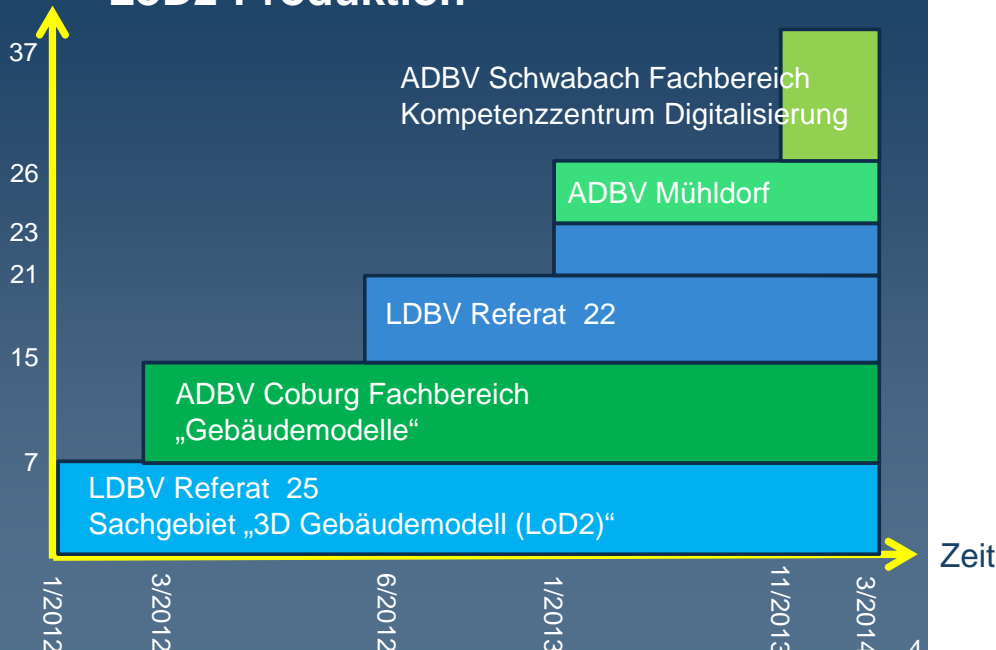 LoD2 Produktion
37
ADBV Schwabach Fachbereich
Kompetenzzentrum Digitalisierung
26
ADBV Mühldorf
23
21
LDBV Referat 22
15
ADBV Coburg Fachbereich
„Gebäudemodelle“
7
LDBV Referat 25
Sachgebiet „3D Gebäudemodell (LoD2)“
Zeit
1/2012
3/2012
6/2012
1/2013
11/2013
3/2014
4